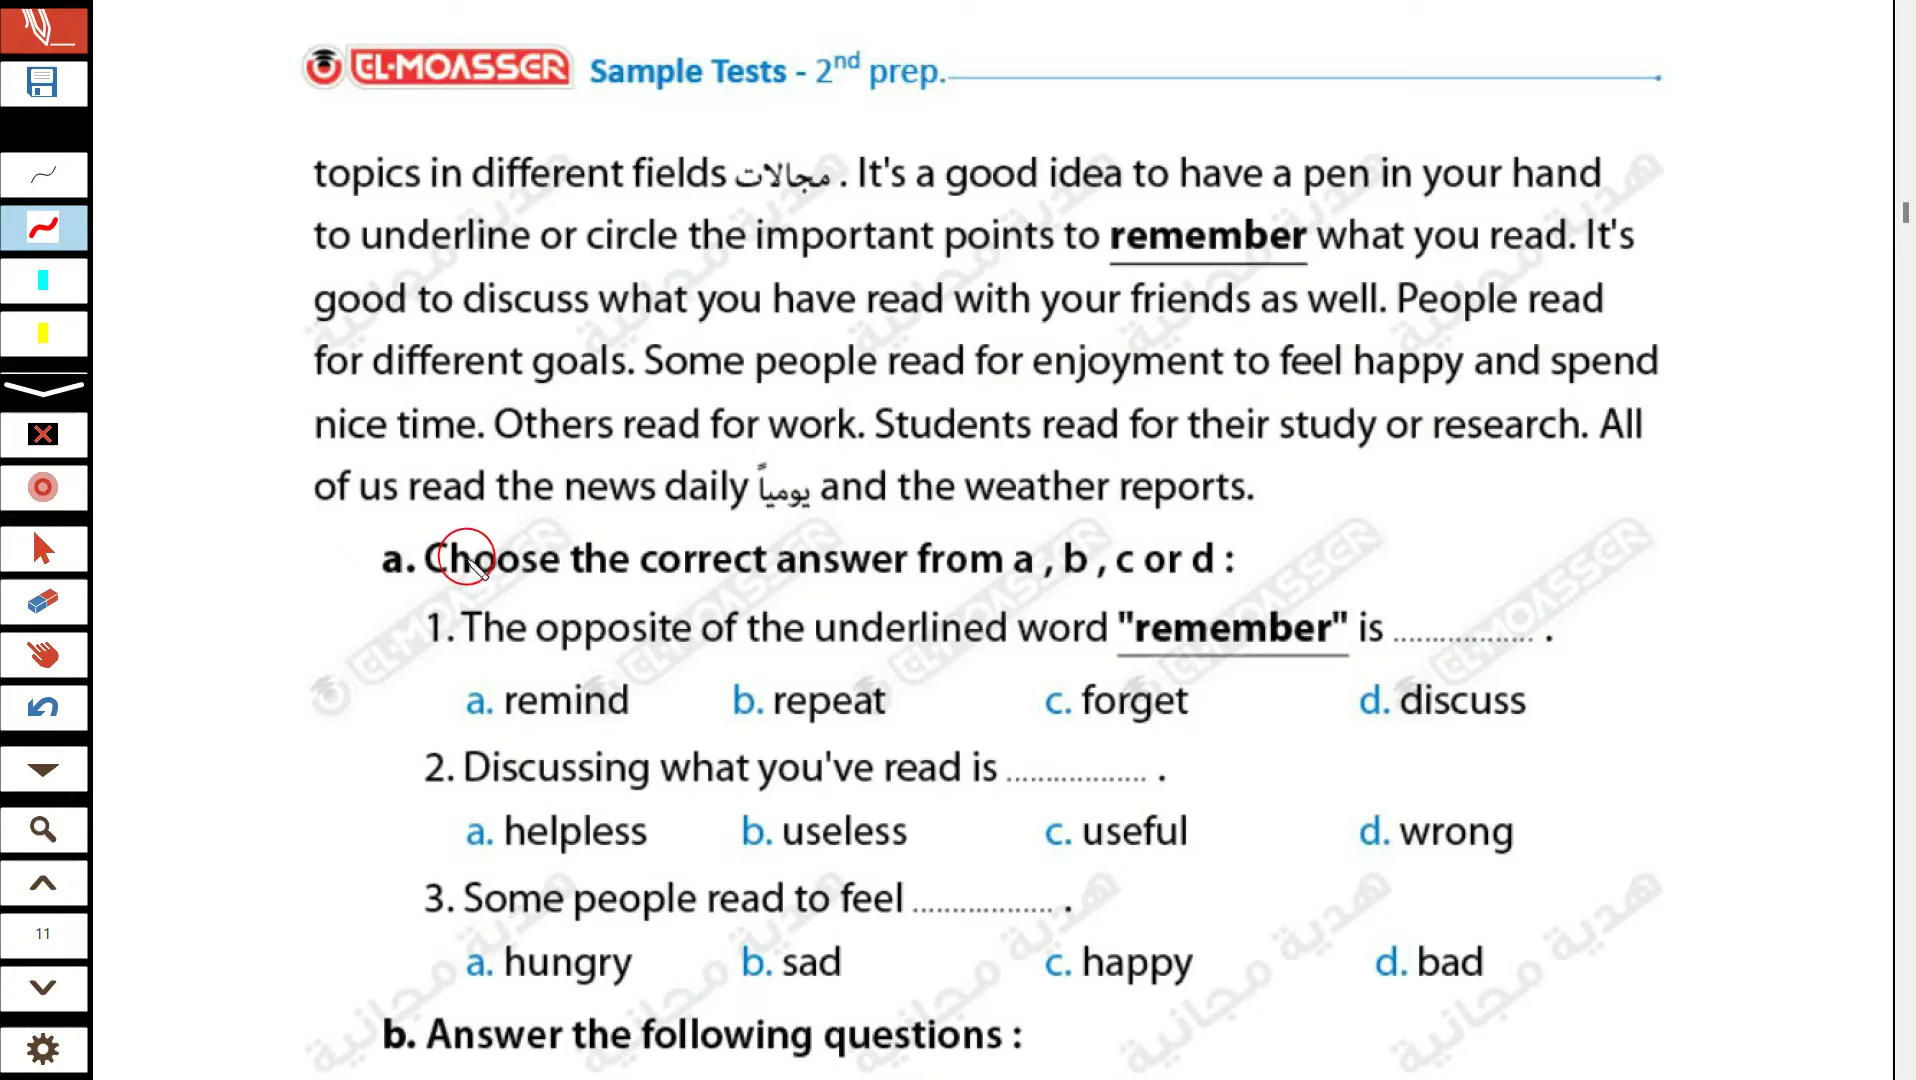 EL-MOASSER Sample Tests - 2nd prep.
topics in different fields مجالات . It's a good idea to have a pen in your hand
to underline or circle the important points to remember what you read. It's
good to discuss what you have read with your friends as well. People read
for different goals. Some people read for enjoyment to feel happy and spend
nice time. Others read for work. Students read for their study or research. All
of us read the news daily يومياً and the weather reports.
a. Choose the correct answer from a , b , c or d :
1. The opposite of the underlined word "remember" is .................. .
a. remind b. repeat c. forget d. discuss
2. Discussing what you've read is .................. .
a. helpless b. useless c. useful d. wrong
3. Some people read to feel .................. .
a. hungry b. sad c. happy d. bad
b. Answer the following questions :
هدية مجانية
EL-MOASSER
11